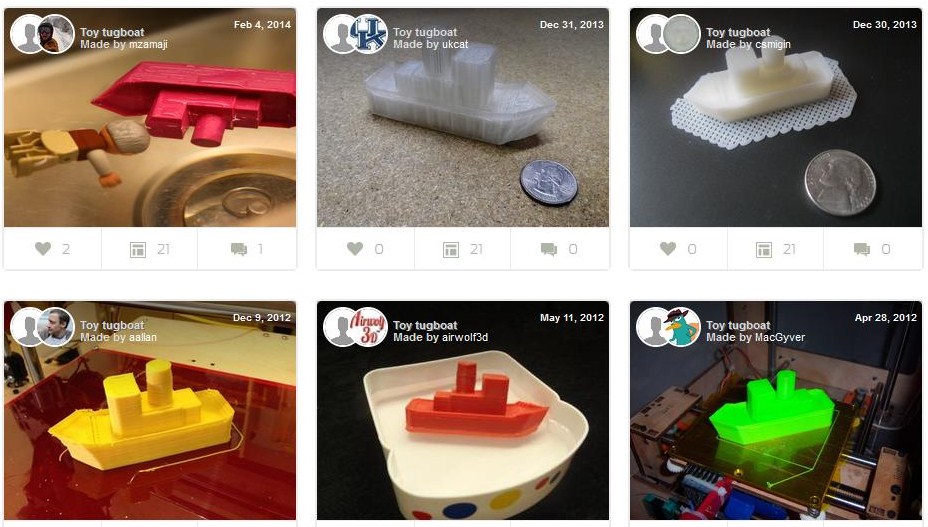 Feb 4, 2014
Toy tugboat
Made by mzamaji
2 21 1
Dec 31, 2013
Toy tugboat
Made by ukcat
UK
0 21 0
Dec 30, 2013
Toy tugboat
Made by csmigin
0 21 0
Dec 9, 2012
Toy tugboat
Made by aallan
May 11, 2012
Toy tugboat
Made by airwolf3d
Airwolf
3D
Apr 28, 2012
Toy tugboat
Made by MacGyver